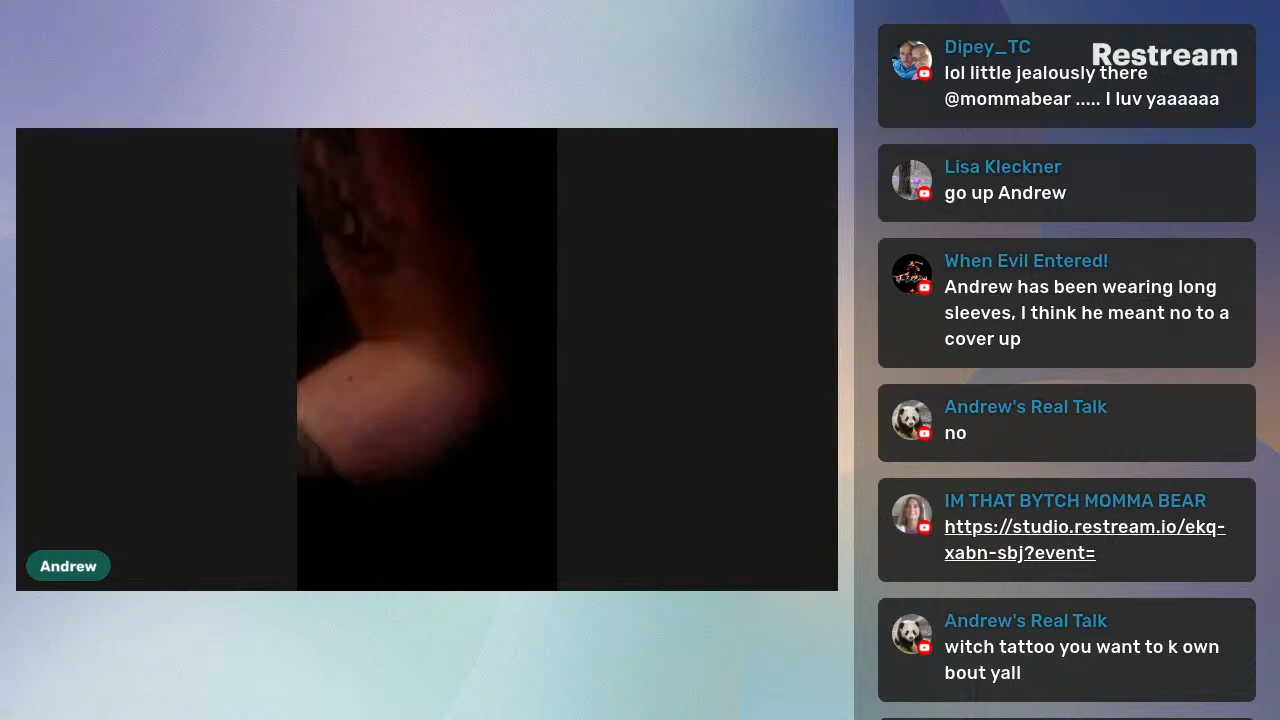 Restream
Dipey_TC
lol little jealously there
@mommabear ..... I luv yaaaaaa
Lisa Kleckner
go up Andrew
When Evil Entered!
Andrew has been wearing long
sleeves, I think he meant no to a
cover up
Andrew's Real Talk
no
IM THAT BYTCH MOMMA BEAR
https://studio.restream.io/ekq-
xabn-sbj?event=
Andrew's Real Talk
witch tattoo you want to k own
bout yall
Andrew